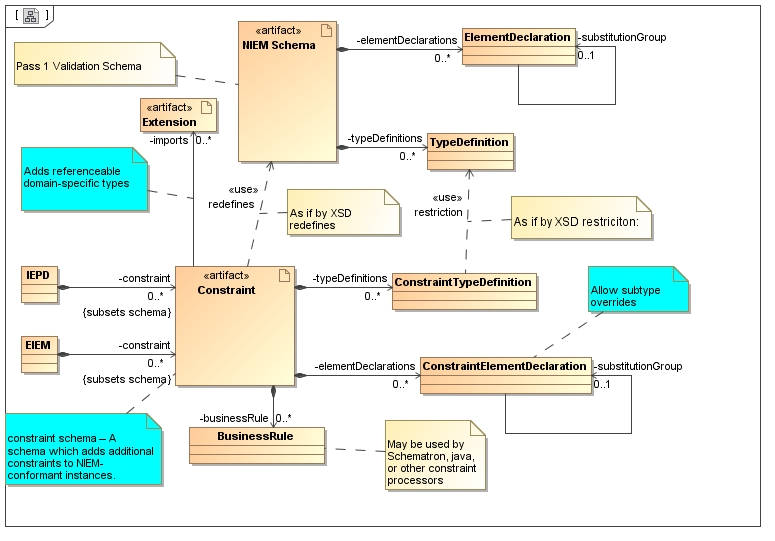 [ ]
«artifact»
NIEM Schema
-elementDeclarations
0..*
ElementDeclaration
-substitutionGroup
0..1
Pass 1 Validation Schema
«artifact»
Extension
-imports
0..*
-typeDefinitions
0..*
TypeDefinition
Adds referenceable
domain-specific types
«use»
redefines
As if by XSD
redefines
«use»
restriction
As if by XSD restriciton:
IEPD
-constraint
0..*
{subsets schema}
«artifact»
Constraint
-typeDefinitions
0..*
ConstraintTypeDefinition
Allow subtype
overrides
EIEM
-constraint
0..*
{subsets schema}
-elementDeclarations
0..*
ConstraintElementDeclaration
-substitutionGroup
0..1
constraint schema – A
schema which adds additional
constraints to NIEM-
conformant instances.
-businessRule
0..*
BusinessRule
May be used by
Schematron, java,
or other constraint
processors